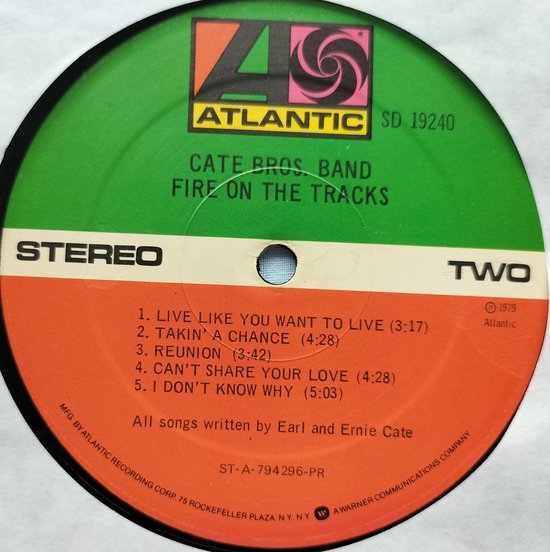 ATLANTIC
SD 19240
CATE BROS. BAND
FIRE ON THE TRACKS
STEREO
TWO
℗ 1979
Atlantic
1. LIVE LIKE YOU WANT TO LIVE (3:17)
2. TAKIN' A CHANCE (4:28)
3. REUNION (3:42)
4. CAN'T SHARE YOUR LOVE (4:28)
5. I DON'T KNOW WHY (5:03)
All songs written by Earl and Ernie Cate
ST-A-794296-PR
MFG. BY ATLANTIC RECORDING CORP. 75 ROCKEFELLER PLAZA. N.Y. N.Y. A WARNER COMMUNICATIONS COMPANY